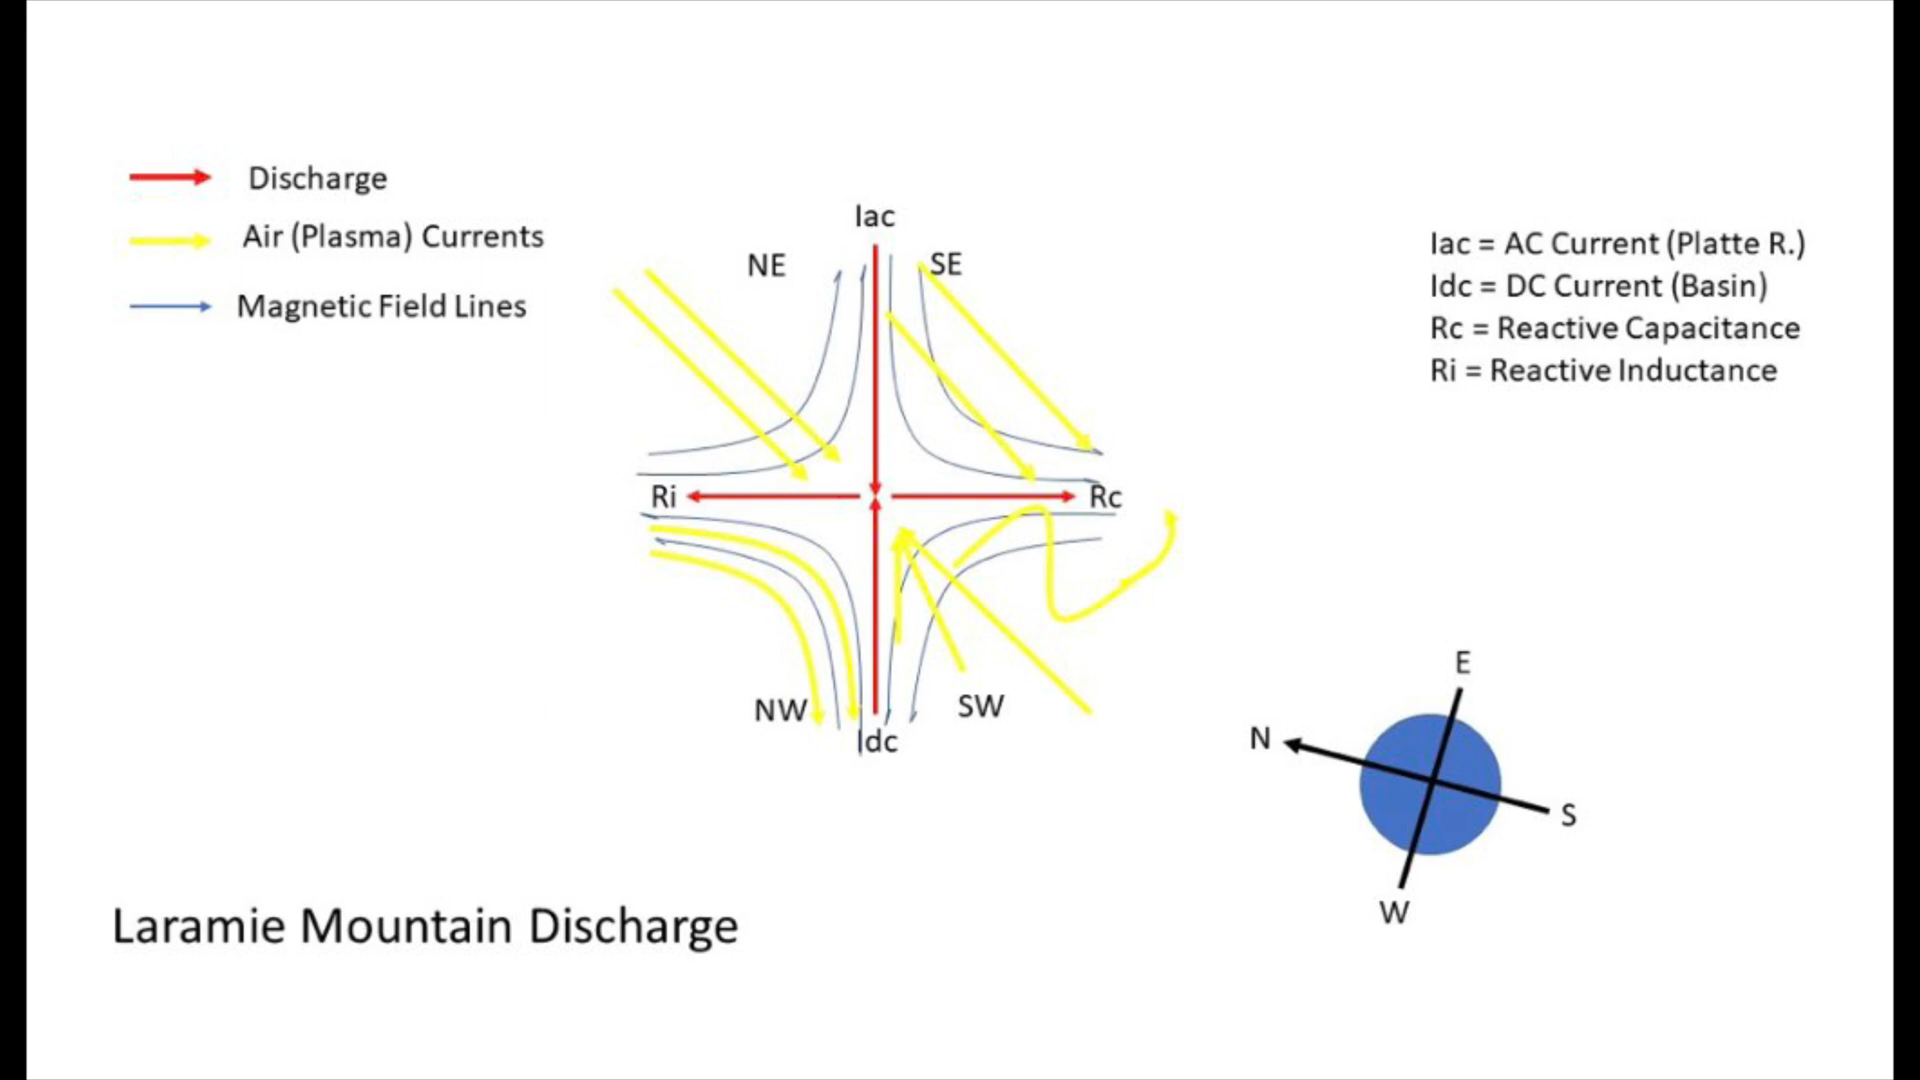 Discharge
Air (Plasma) Currents
Magnetic Field Lines
Iac
NE
SE
Iac = AC Current (Platte R.)
Idc = DC Current (Basin)
Rc = Reactive Capacitance
Ri = Reactive Inductance
Ri
Rc
NW
SW
Idc
E
N
S
W
Laramie Mountain Discharge